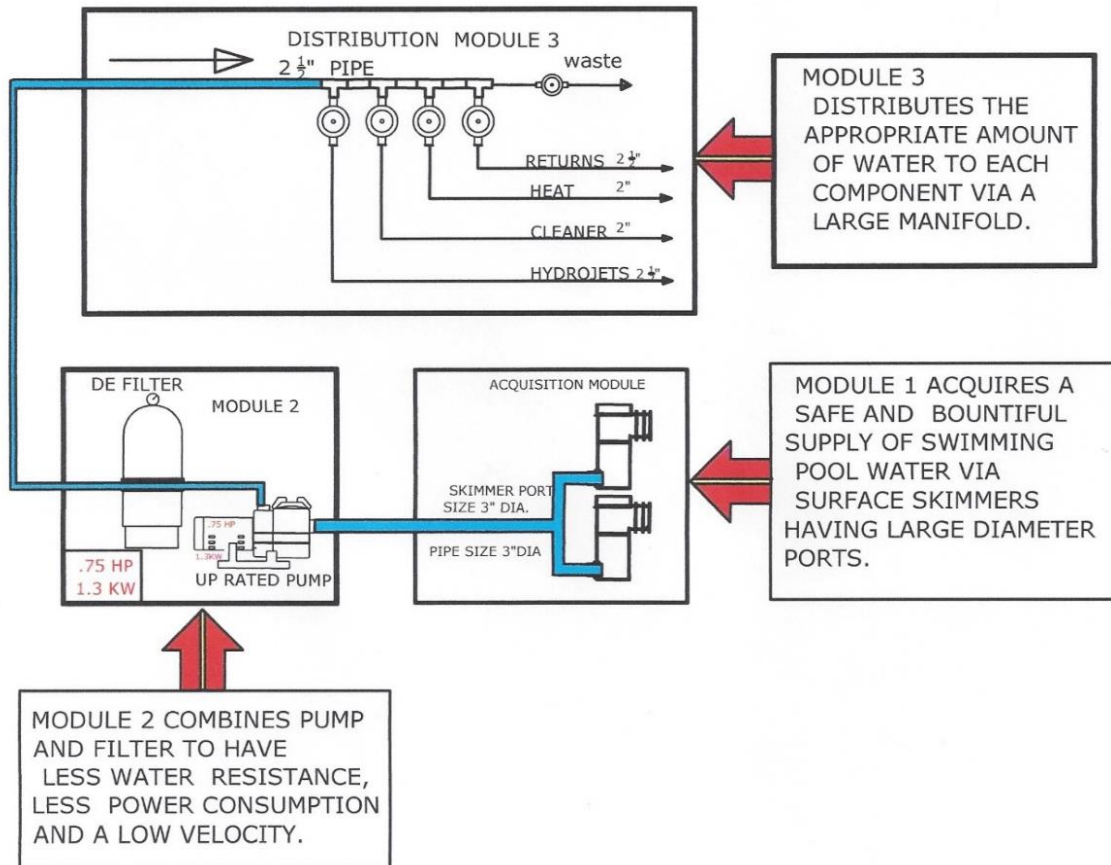 DISTRIBUTION MODULE 3
2 ½" PIPE
waste
RETURNS 2 ½"
HEAT 2"
CLEANER 2"
HYDROJETS 2 ½"
MODULE 3
DISTRIBUTES THE
APPROPRIATE AMOUNT
OF WATER TO EACH
COMPONENT VIA A
LARGE MANIFOLD.
DE FILTER
MODULE 2
.75 HP
1.3KW
UP RATED PUMP
.75 HP
1.3 KW
ACQUISITION MODULE
SKIMMER PORT
SIZE 3" DIA.
PIPE SIZE 3"DIA
MODULE 1 ACQUIRES A
SAFE AND BOUNTIFUL
SUPPLY OF SWIMMING
POOL WATER VIA
SURFACE SKIMMERS
HAVING LARGE DIAMETER
PORTS.
MODULE 2 COMBINES PUMP
AND FILTER TO HAVE
LESS WATER RESISTANCE,
LESS POWER CONSUMPTION
AND A LOW VELOCITY.